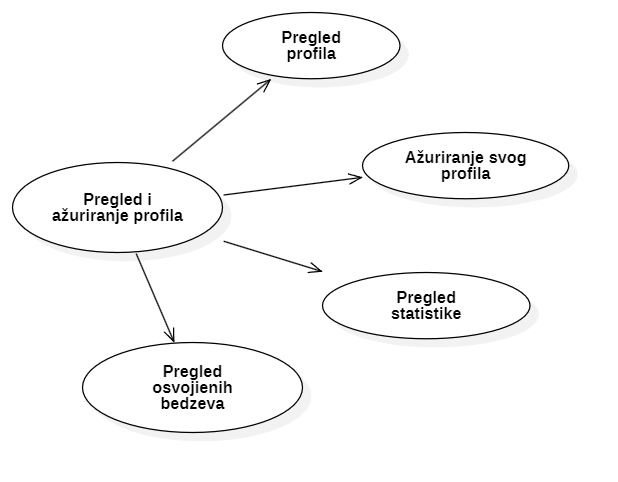 Pregled
profila
Ažuriranje svog
profila
Pregled i
ažuriranje profila
Pregled
statistike
Pregled
osvojienih
bedzeva